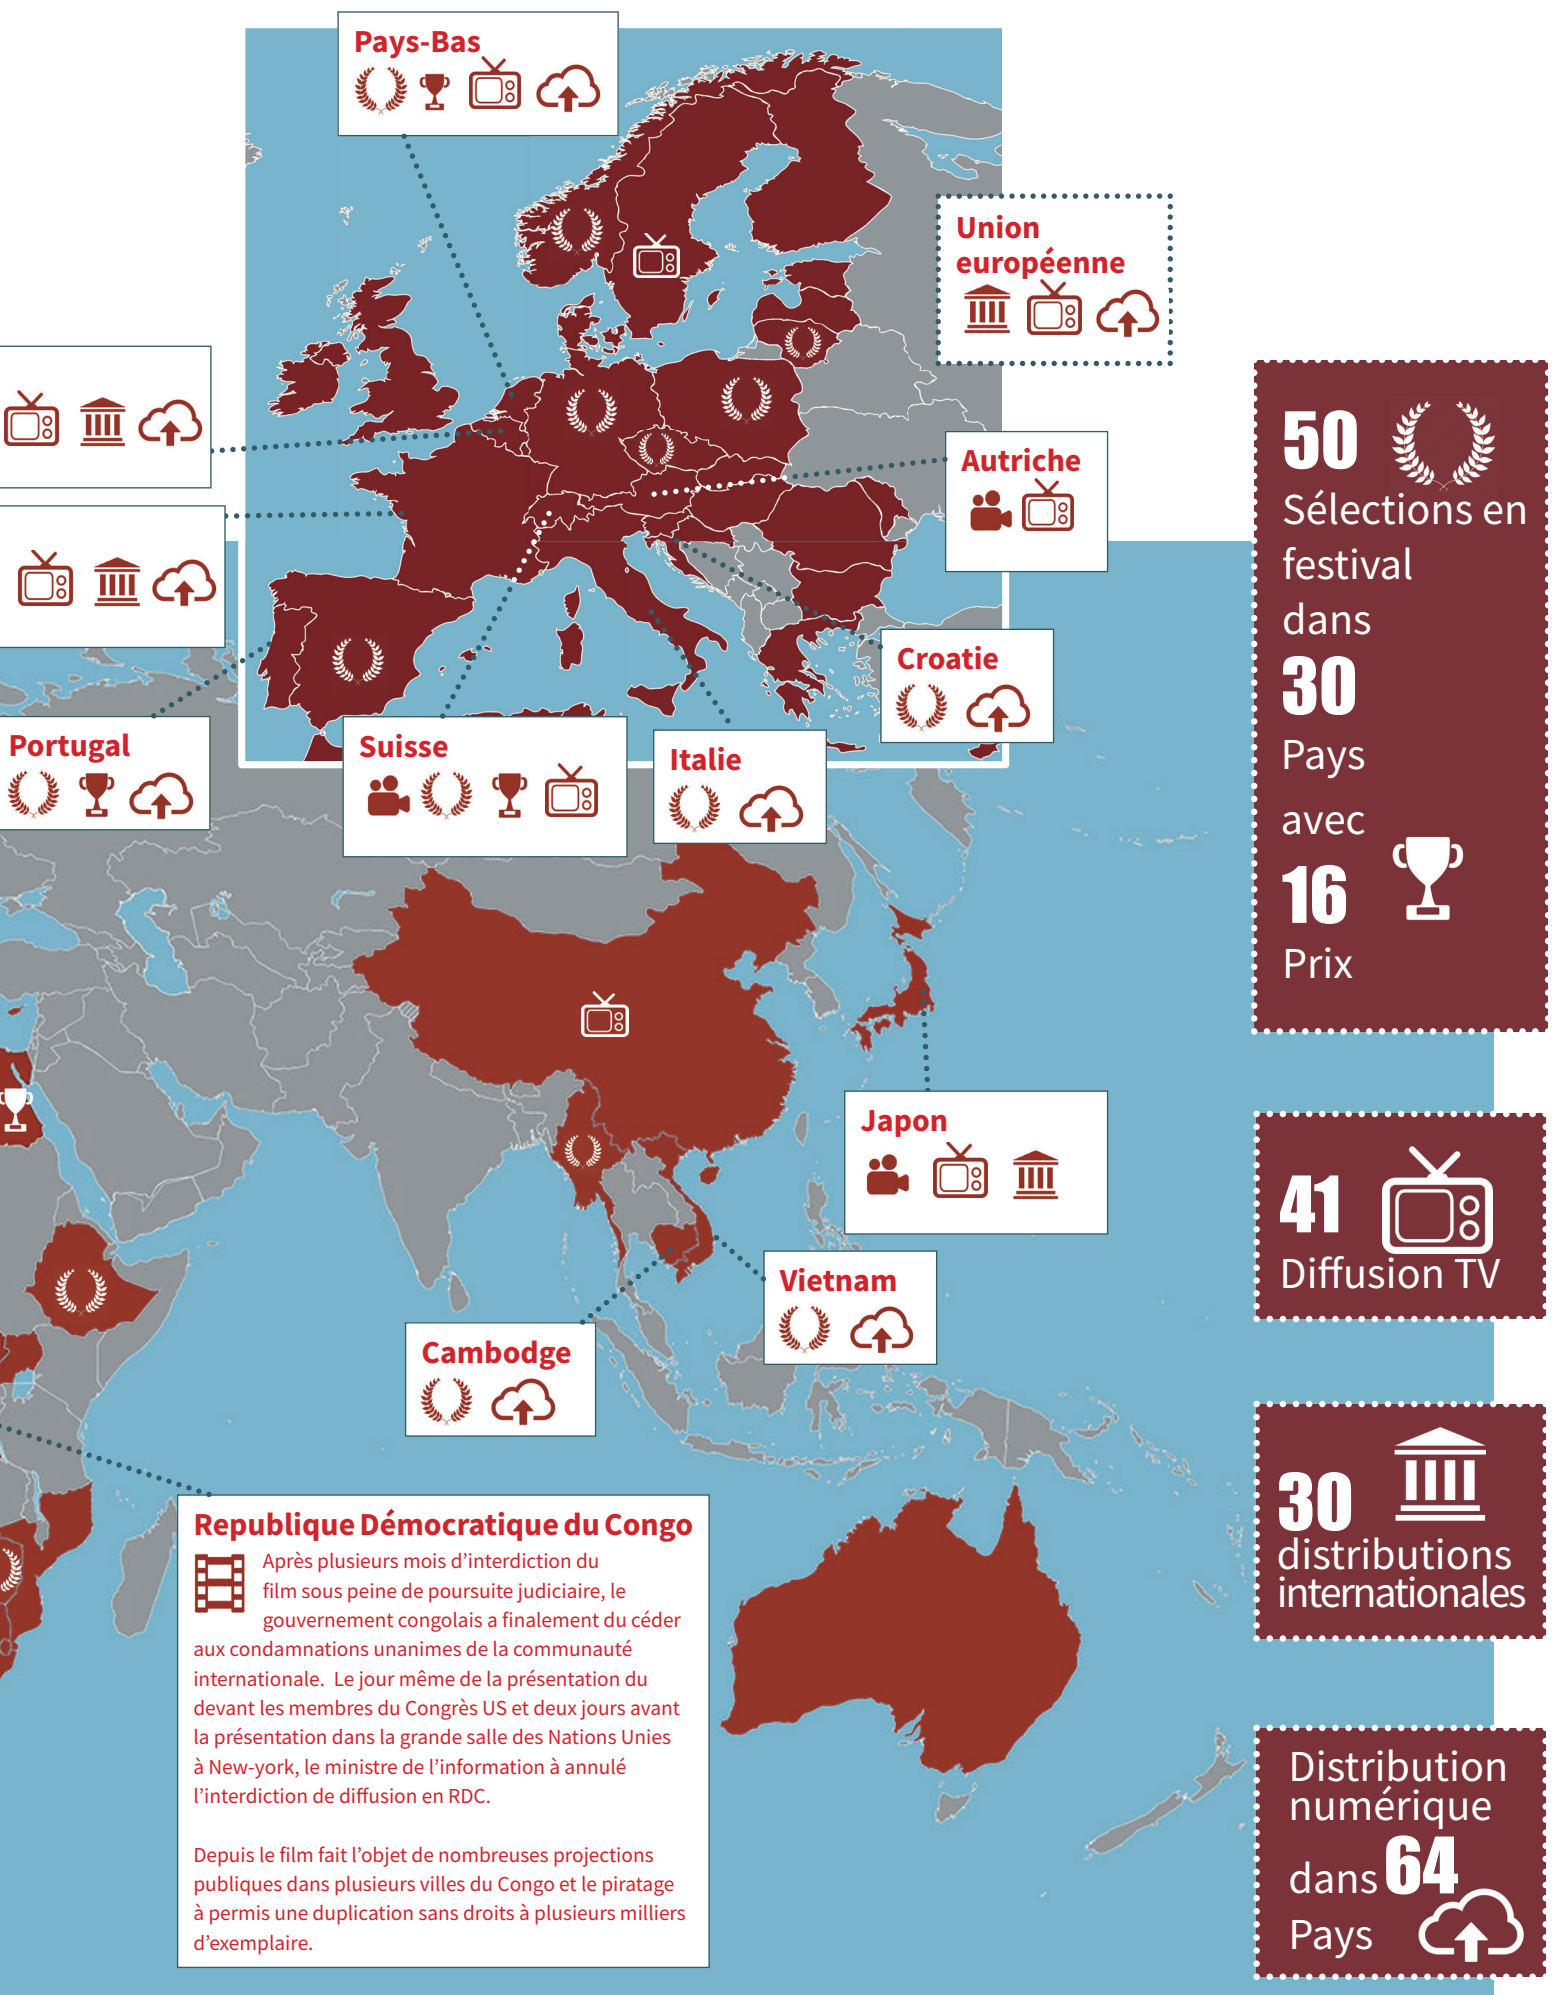 Pays-Bas
Union
européenne
Autriche
Croatie
Portugal
Suisse
Italie
Japon
Vietnam
Cambodge
Republique Démocratique du Congo
Après plusieurs mois d'interdiction du
film sous peine de poursuite judiciaire, le
gouvernement congolais a finalement du céder
aux condamnations unanimes de la communauté
internationale. Le jour même de la présentation du
devant les membres du Congrès US et deux jours avant
la présentation dans la grande salle des Nations Unies
à New-york, le ministre de l'information à annulé
l'interdiction de diffusion en RDC.
Depuis le film fait l'objet de nombreuses projections
publiques dans plusieurs villes du Congo et le piratage
à permis une duplication sans droits à plusieurs milliers
d'exemplaire.
50
Sélections en
festival
dans
30
Pays
avec
16
Prix
41
Diffusion TV
30
distributions
internationales
Distribution
numérique
dans 64
Pays